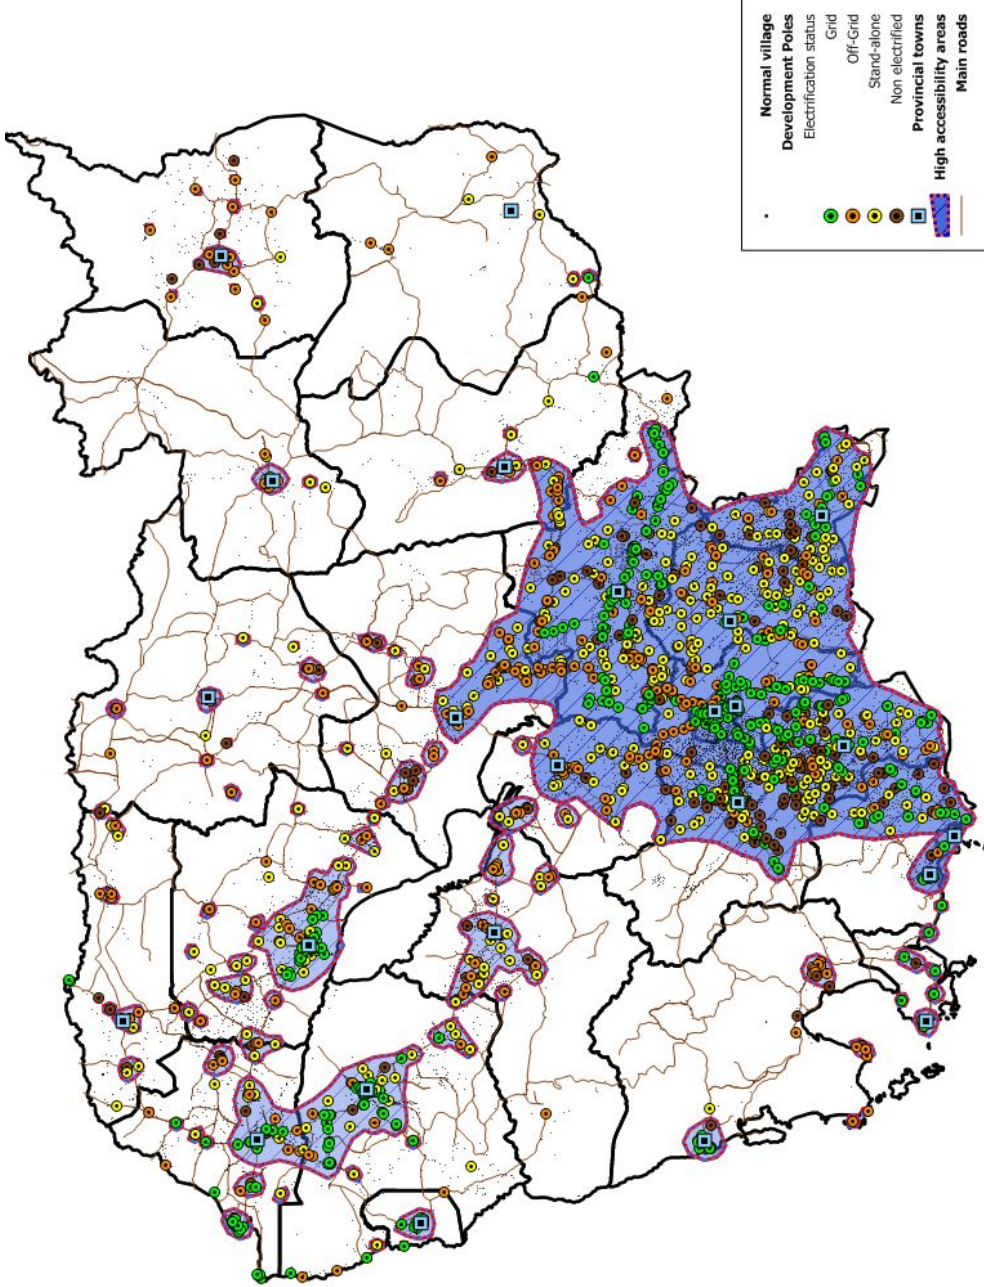 Normal village
Development Poles
Electrification status
Grid
Off-Grid
Stand-alone
Non electrified
Provincial towns
High accessibility areas
Main roads